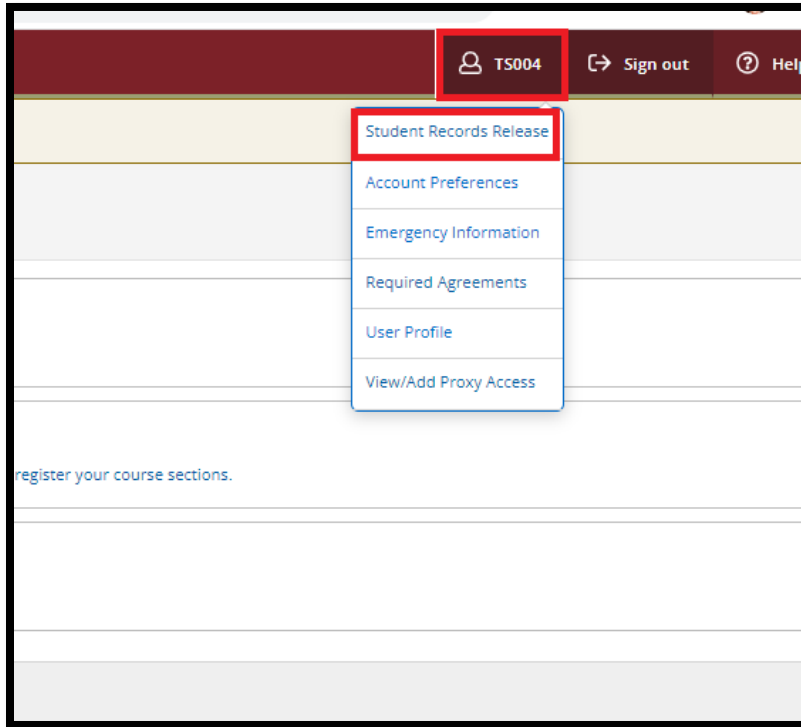 TS004 Sign out Hel
Student Records Release
Account Preferences
Emergency Information
Required Agreements
User Profile
View/Add Proxy Access
register your course sections.